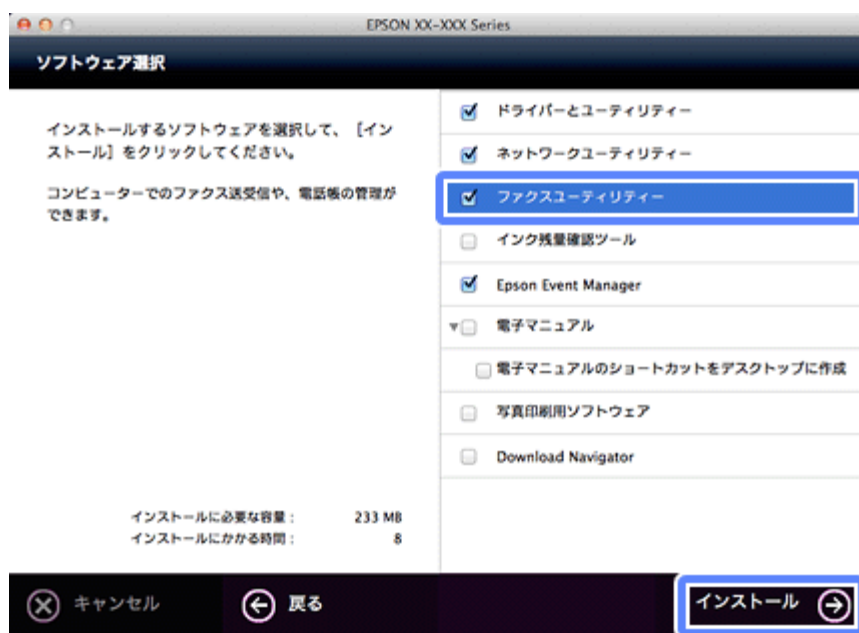 EPSON XX-XXX Series
ソフトウェア選択
インストールするソフトウェアを選択して、［イン
ストール］をクリックしてください。
コンピューターでのファクス送受信や、電話帳の管理が
できます。
インストールに必要な容量： 233 MB
インストールにかかる時間： 8
ドライバーとユーティリティー
ネットワークユーティリティー
ファクスユーティリティー
インク残量確認ツール
Epson Event Manager
電子マニュアル
電子マニュアルのショートカットをデスクトップに作成
写真印刷用ソフトウェア
Download Navigator
キャンセル
戻る
インストール